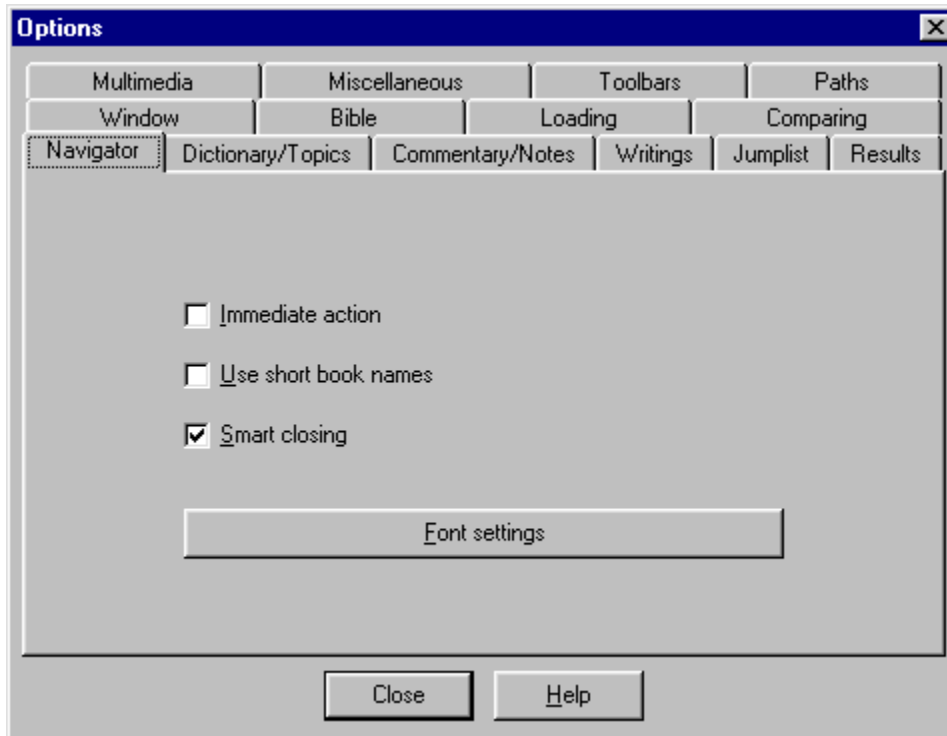 Options
Multimedia Miscellaneous Toolbars Paths
Window Bible Loading Comparing
Navigator Dictionary/Topics Commentary/Notes Writings Jumplist Results
Immediate action
Use short book names
Smart closing
Font settings
Close Help